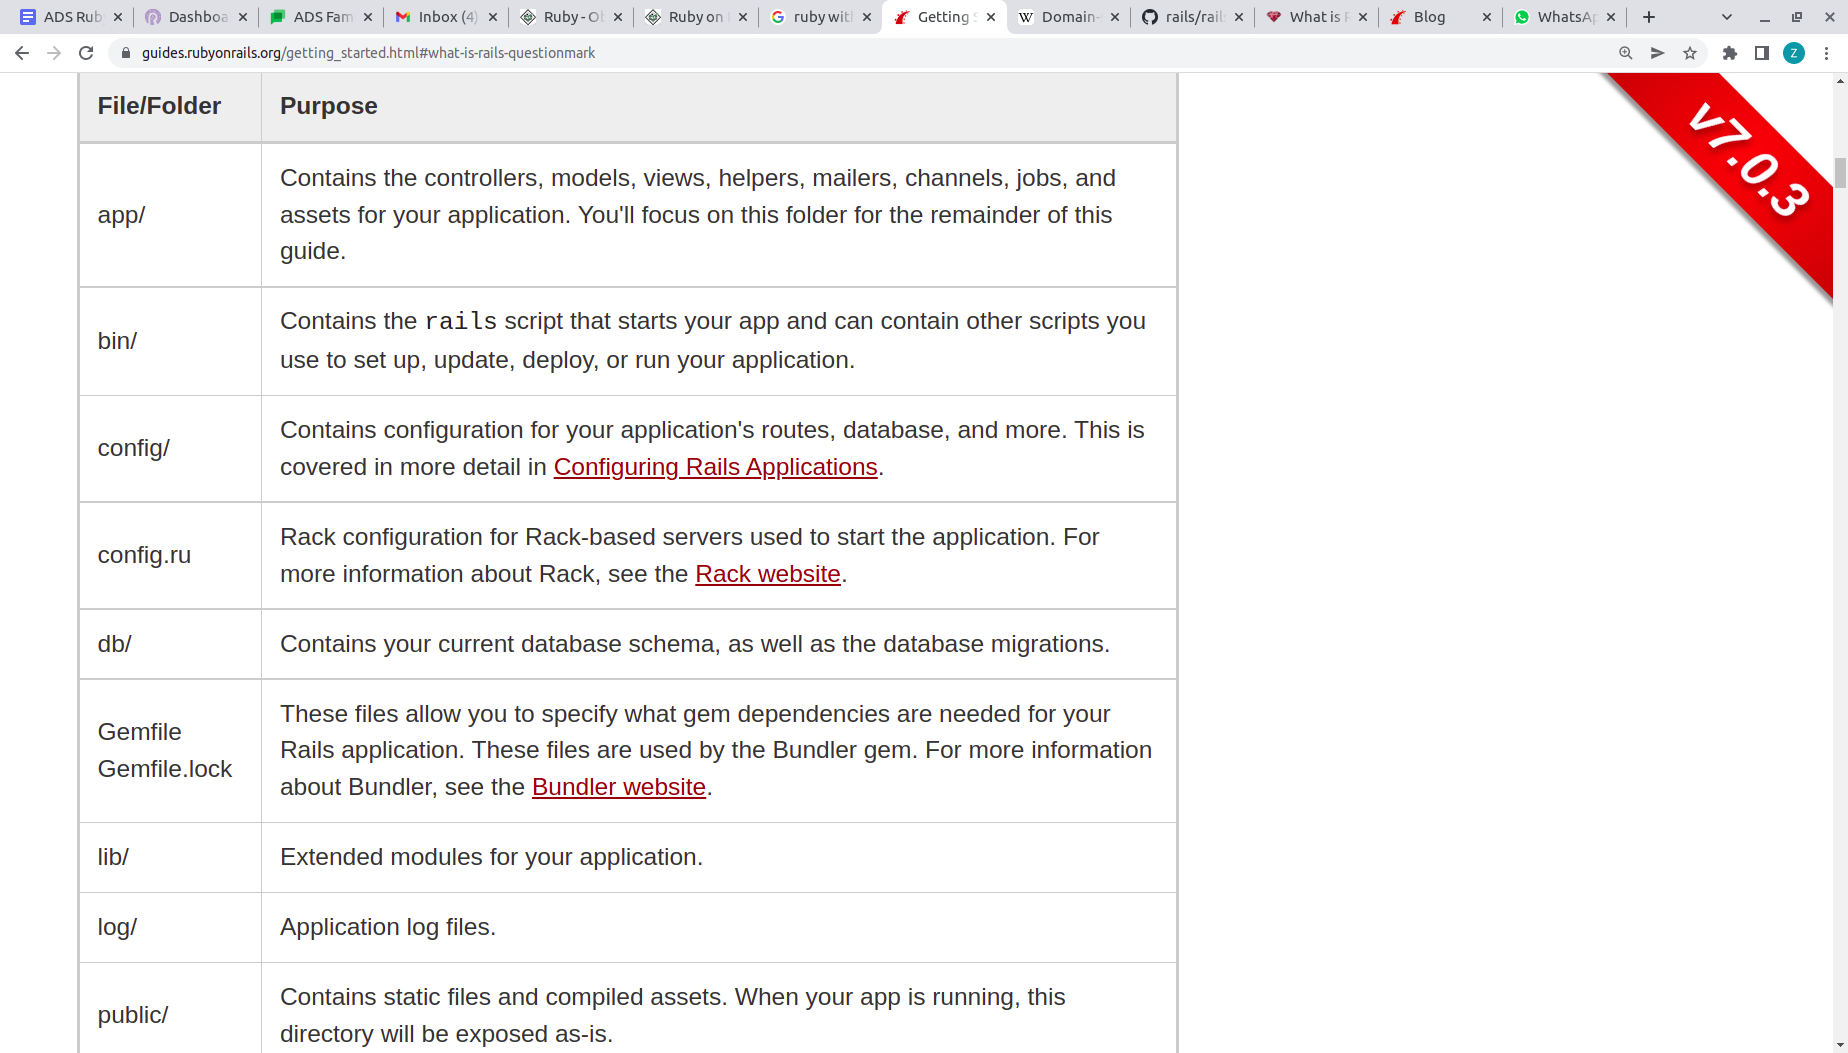 ADS Rub
Dashboa
ADS Fam
Inbox (4)
Ruby - O
Ruby on
ruby wit
Getting
Domain-
rails/rail
What is
Blog
WhatsAp
guides.rubyonrails.org/getting_started.html#what-is-rails-questionmark
Z
v7.0.3
File/Folder
Purpose
app/
Contains the controllers, models, views, helpers, mailers, channels, jobs, and
assets for your application. You'll focus on this folder for the remainder of this
guide.
bin/
Contains the rails script that starts your app and can contain other scripts you
use to set up, update, deploy, or run your application.
config/
Contains configuration for your application's routes, database, and more. This is
covered in more detail in Configuring Rails Applications.
config.ru
Rack configuration for Rack-based servers used to start the application. For
more information about Rack, see the Rack website.
db/
Contains your current database schema, as well as the database migrations.
Gemfile
Gemfile.lock
These files allow you to specify what gem dependencies are needed for your
Rails application. These files are used by the Bundler gem. For more information
about Bundler, see the Bundler website.
lib/
Extended modules for your application.
log/
Application log files.
public/
Contains static files and compiled assets. When your app is running, this
directory will be exposed as-is.